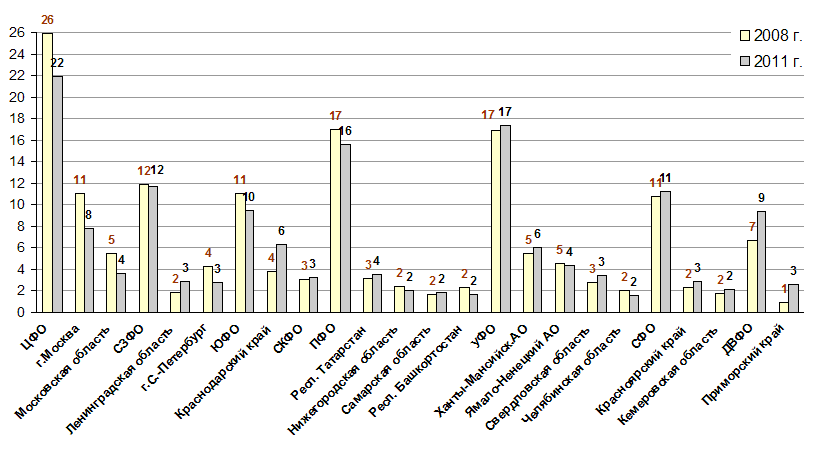 26
24
22
20
18
16
14
12
10
8
6
4
2
0
26 22
11 8
5 4
12 12
2 3
4 3
11 10
4 6
3 3
17 16
3 4
2 2
2 2
2 2
17 17
5 6
5 4
3 3
2 2
11 11
2 3
2 2
7 9
1 3
2008 г.
2011 г.
ЦФО
г.Москва
Московская область
СЗФО
Ленинградская область
г.С.-Петербург
ЮФО
Краснодарский край
СКФО
ПФО
Респ. Татарстан
Нижегородская область
Самарская область
Респ. Башкортостан
УФО
Ханты-Мансийск.АО
Ямало-Ненецкий АО
Свердловская область
Челябинская область
СФО
Красноярский край
Кемеровская область
ДВФО
Приморский край